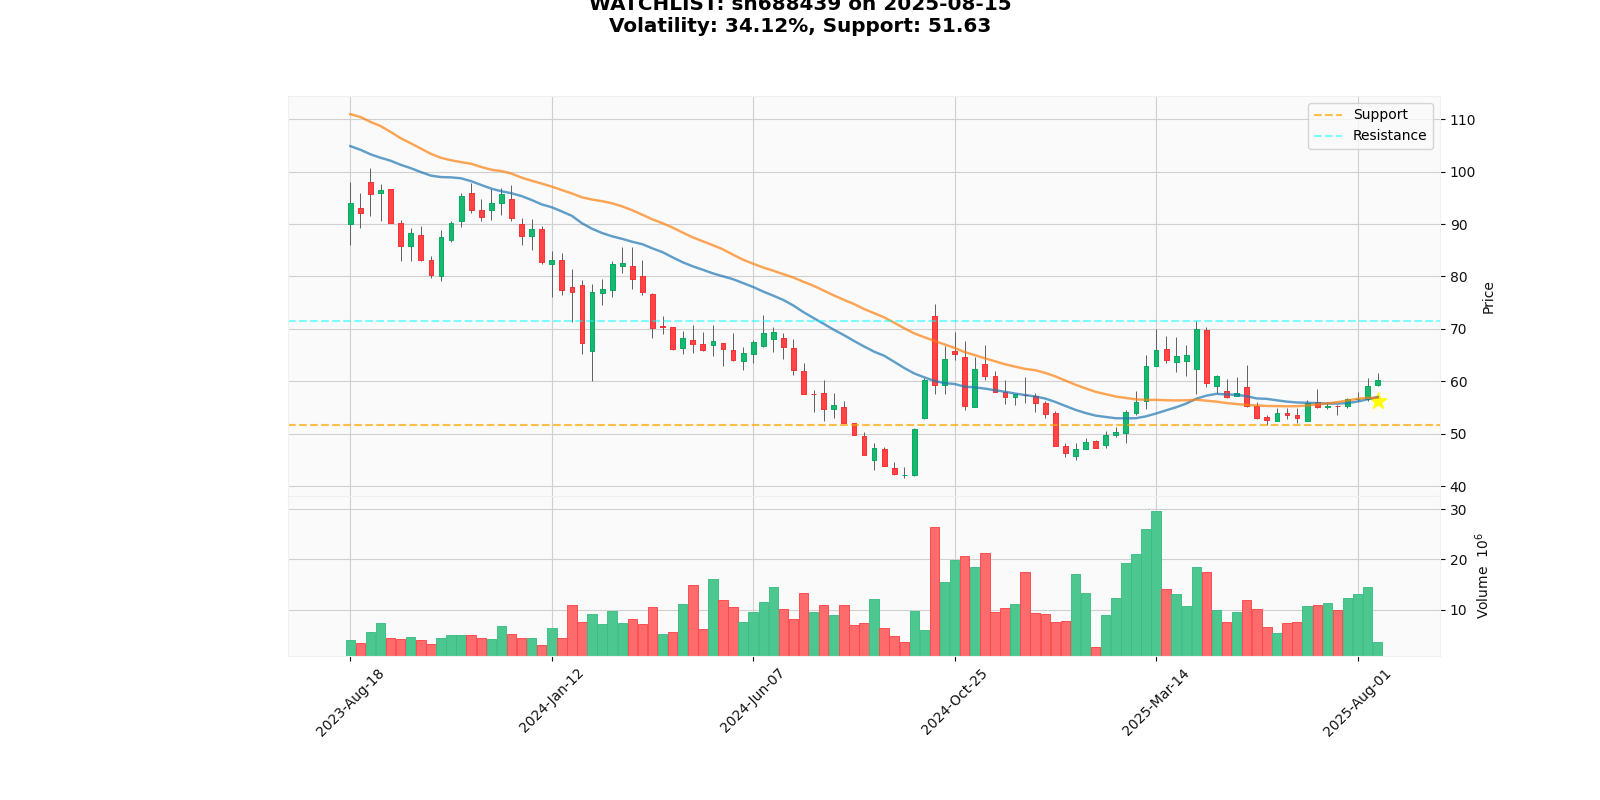 WATCHLIST: sh688439 on 2025-08-15
Volatility: 34.12%, Support: 51.63
Support
Resistance
110
100
90
80
70
60
50
40
Price
30
20
10
Volume 10^6
2023-Aug-18
2024-Jan-12
2024-Jun-07
2024-Oct-25
2025-Mar-14
2025-Aug-01